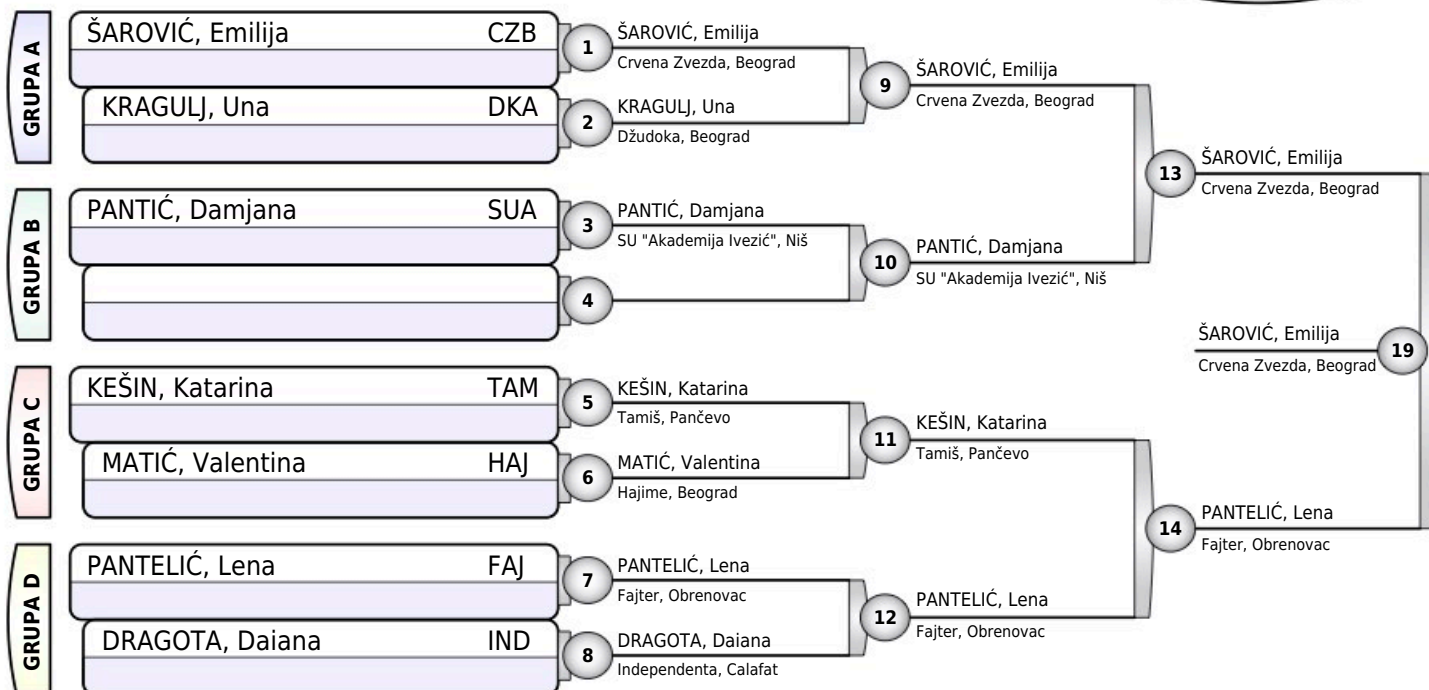 GRUPA A
ŠAROVIĆ, Emilija CZB
KRAGULJ, Una DKA
1
ŠAROVIĆ, Emilija
Crvena Zvezda, Beograd
2
KRAGULJ, Una
Džudoka, Beograd
9
ŠAROVIĆ, Emilija
Crvena Zvezda, Beograd
GRUPA B
PANTIĆ, Damjana SUA
3
PANTIĆ, Damjana
SU "Akademija Ivezić", Niš
4
10
PANTIĆ, Damjana
SU "Akademija Ivezić", Niš
13
ŠAROVIĆ, Emilija
Crvena Zvezda, Beograd
GRUPA C
KEŠIN, Katarina TAM
MATIĆ, Valentina HAJ
5
KEŠIN, Katarina
Tamiš, Pančevo
6
MATIĆ, Valentina
Hajime, Beograd
11
KEŠIN, Katarina
Tamiš, Pančevo
GRUPA D
PANTELIĆ, Lena FAJ
DRAGOTA, Daiana IND
7
PANTELIĆ, Lena
Fajter, Obrenovac
8
DRAGOTA, Daiana
Independenta, Calafat
12
PANTELIĆ, Lena
Fajter, Obrenovac
14
PANTELIĆ, Lena
Fajter, Obrenovac
ŠAROVIĆ, Emilija
Crvena Zvezda, Beograd
19